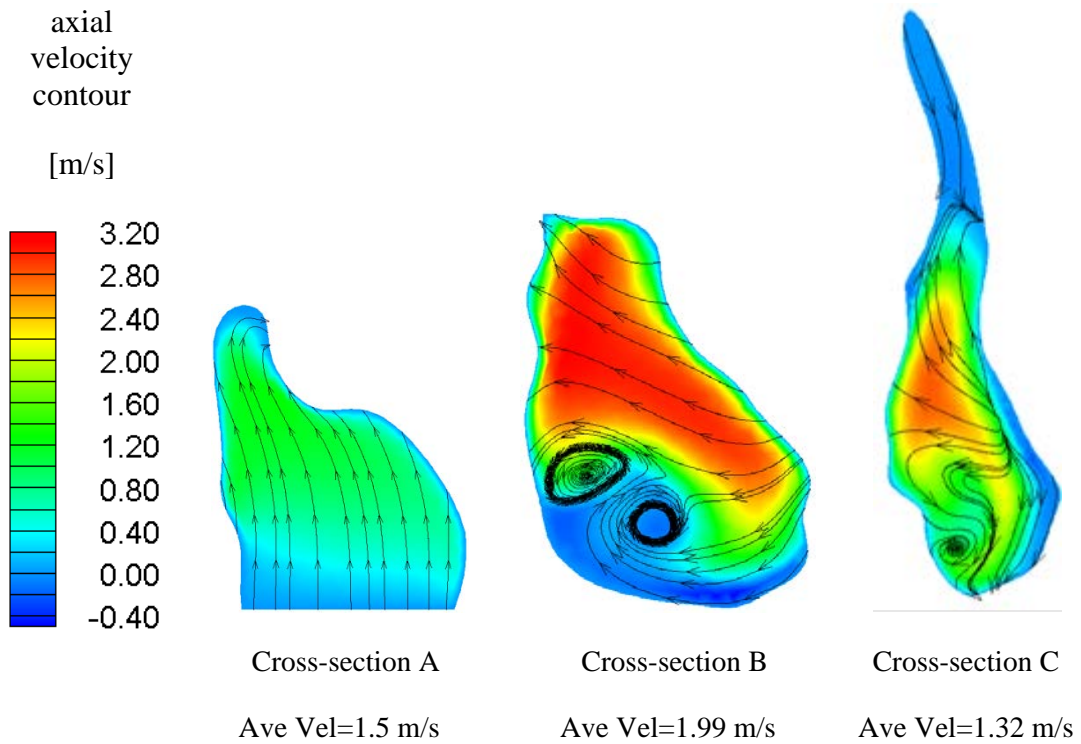 axial
velocity
contour
[m/s]
3.20
2.80
2.40
2.00
1.60
1.20
0.80
0.40
0.00
-0.40
Cross-section A
Cross-section B
Cross-section C
Ave Vel=1.5 m/s
Ave Vel=1.99 m/s
Ave Vel=1.32 m/s